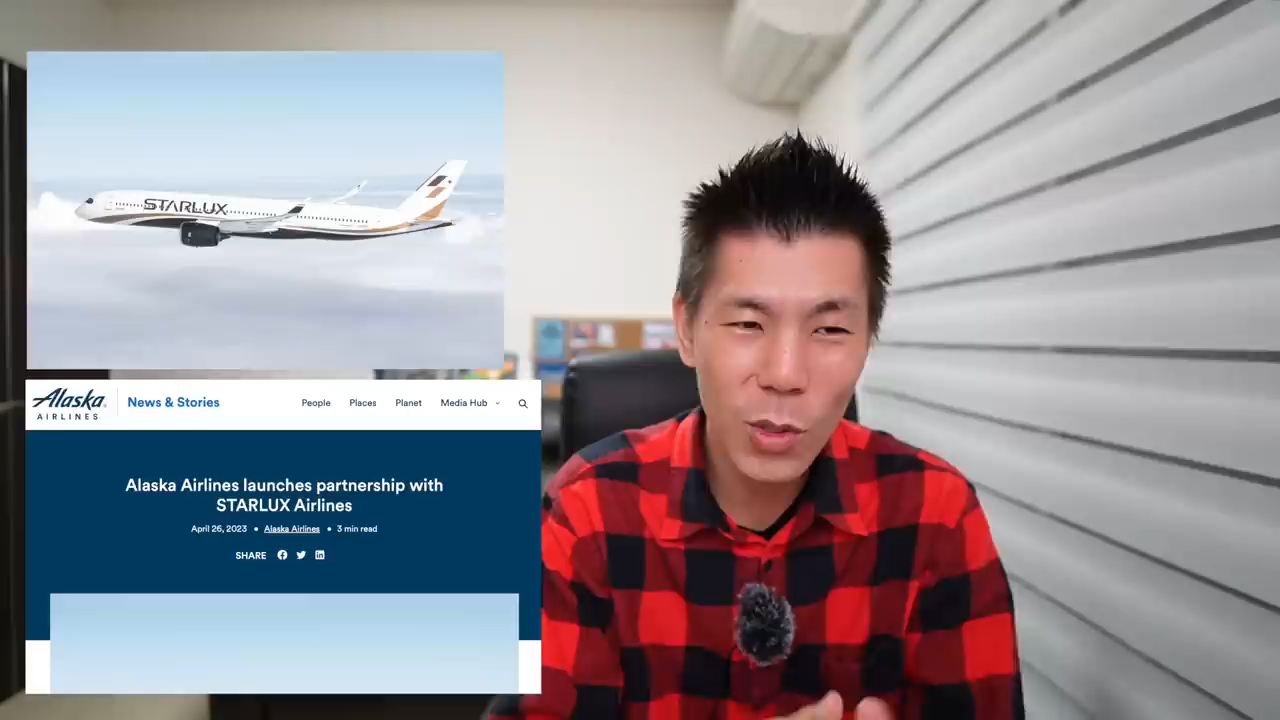 STARLUX
Alaska
AIRLINES
News & Stories
People
Places
Planet
Media Hub
Alaska Airlines launches partnership with
STARLUX Airlines
April 26, 2023 • Alaska Airlines • 3 min read
SHARE